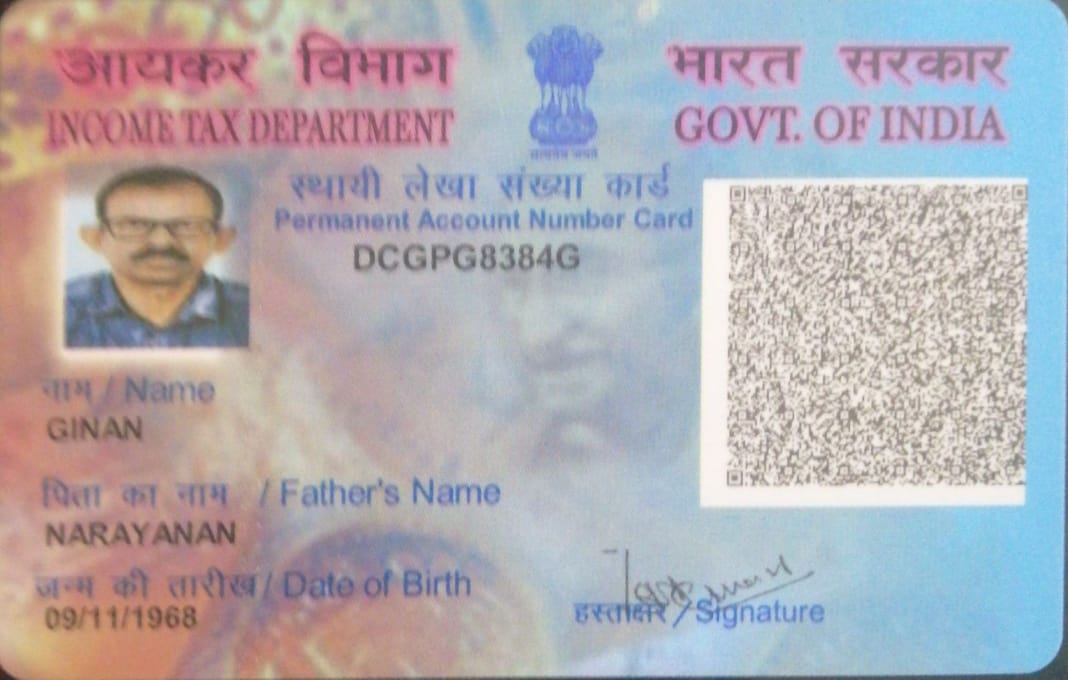 आयकर विभाग
INCOME TAX DEPARTMENT
भारत सरकार
GOVT. OF INDIA
सत्यमेव जयते
स्थायी लेखा संख्या कार्ड
Permanent Account Number Card
DCGPG8384G
नाम / Name
GINAN
पिता का नाम / Father's Name
NARAYANAN
जन्म की तारीख / Date of Birth
09/11/1968
हस्ताक्षर / Signature